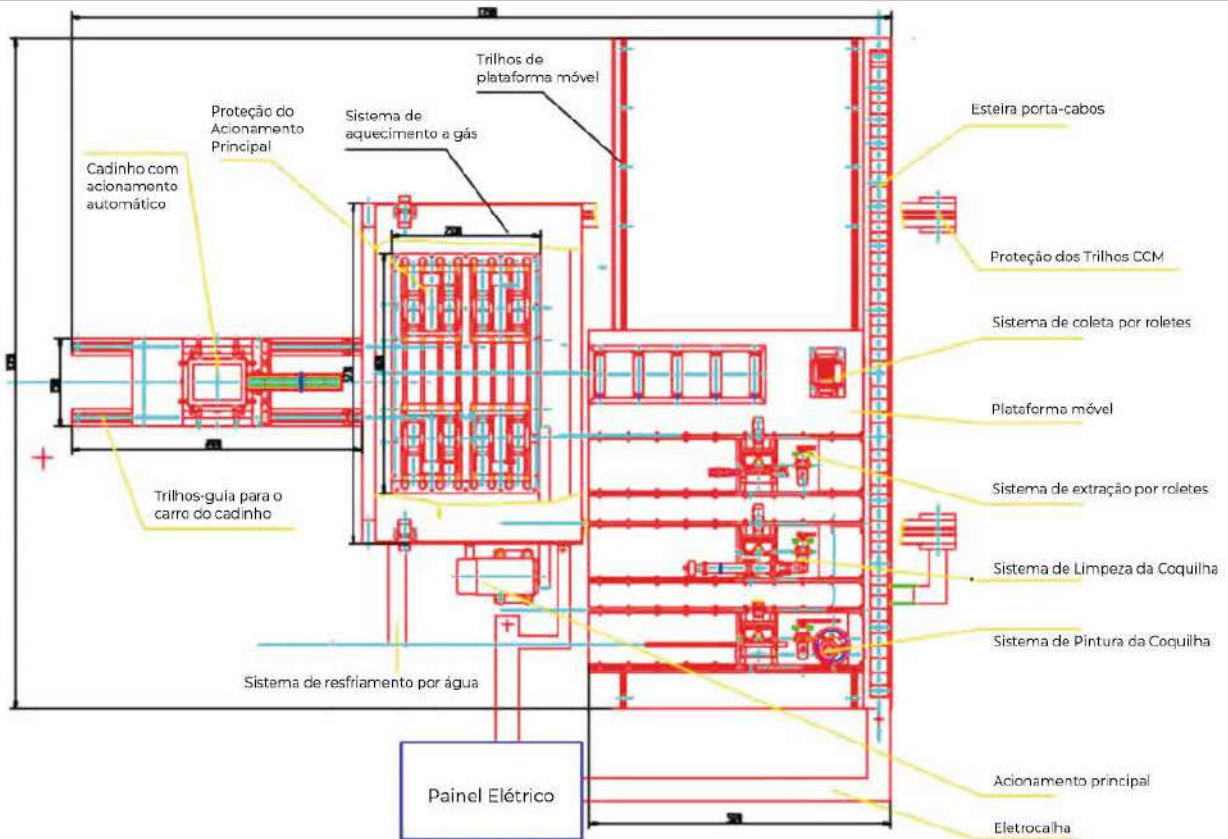 Trilhos de
plataforma móvel
Proteção do
Acionamento
Principal
Sistema de
aquecimento a gás
Esteira porta-cabos
Cadinho com
acionamento
automático
Proteção dos Trilhos CCM
Sistema de coleta por roletes
Plataforma móvel
Trilhos-guia para o
carro do cadinho
Sistema de extração por roletes
Sistema de Limpeza da Coquilha
Sistema de Pintura da Coquilha
Sistema de resfriamento por água
Painel Elétrico
Acionamento principal
Eletrocalha